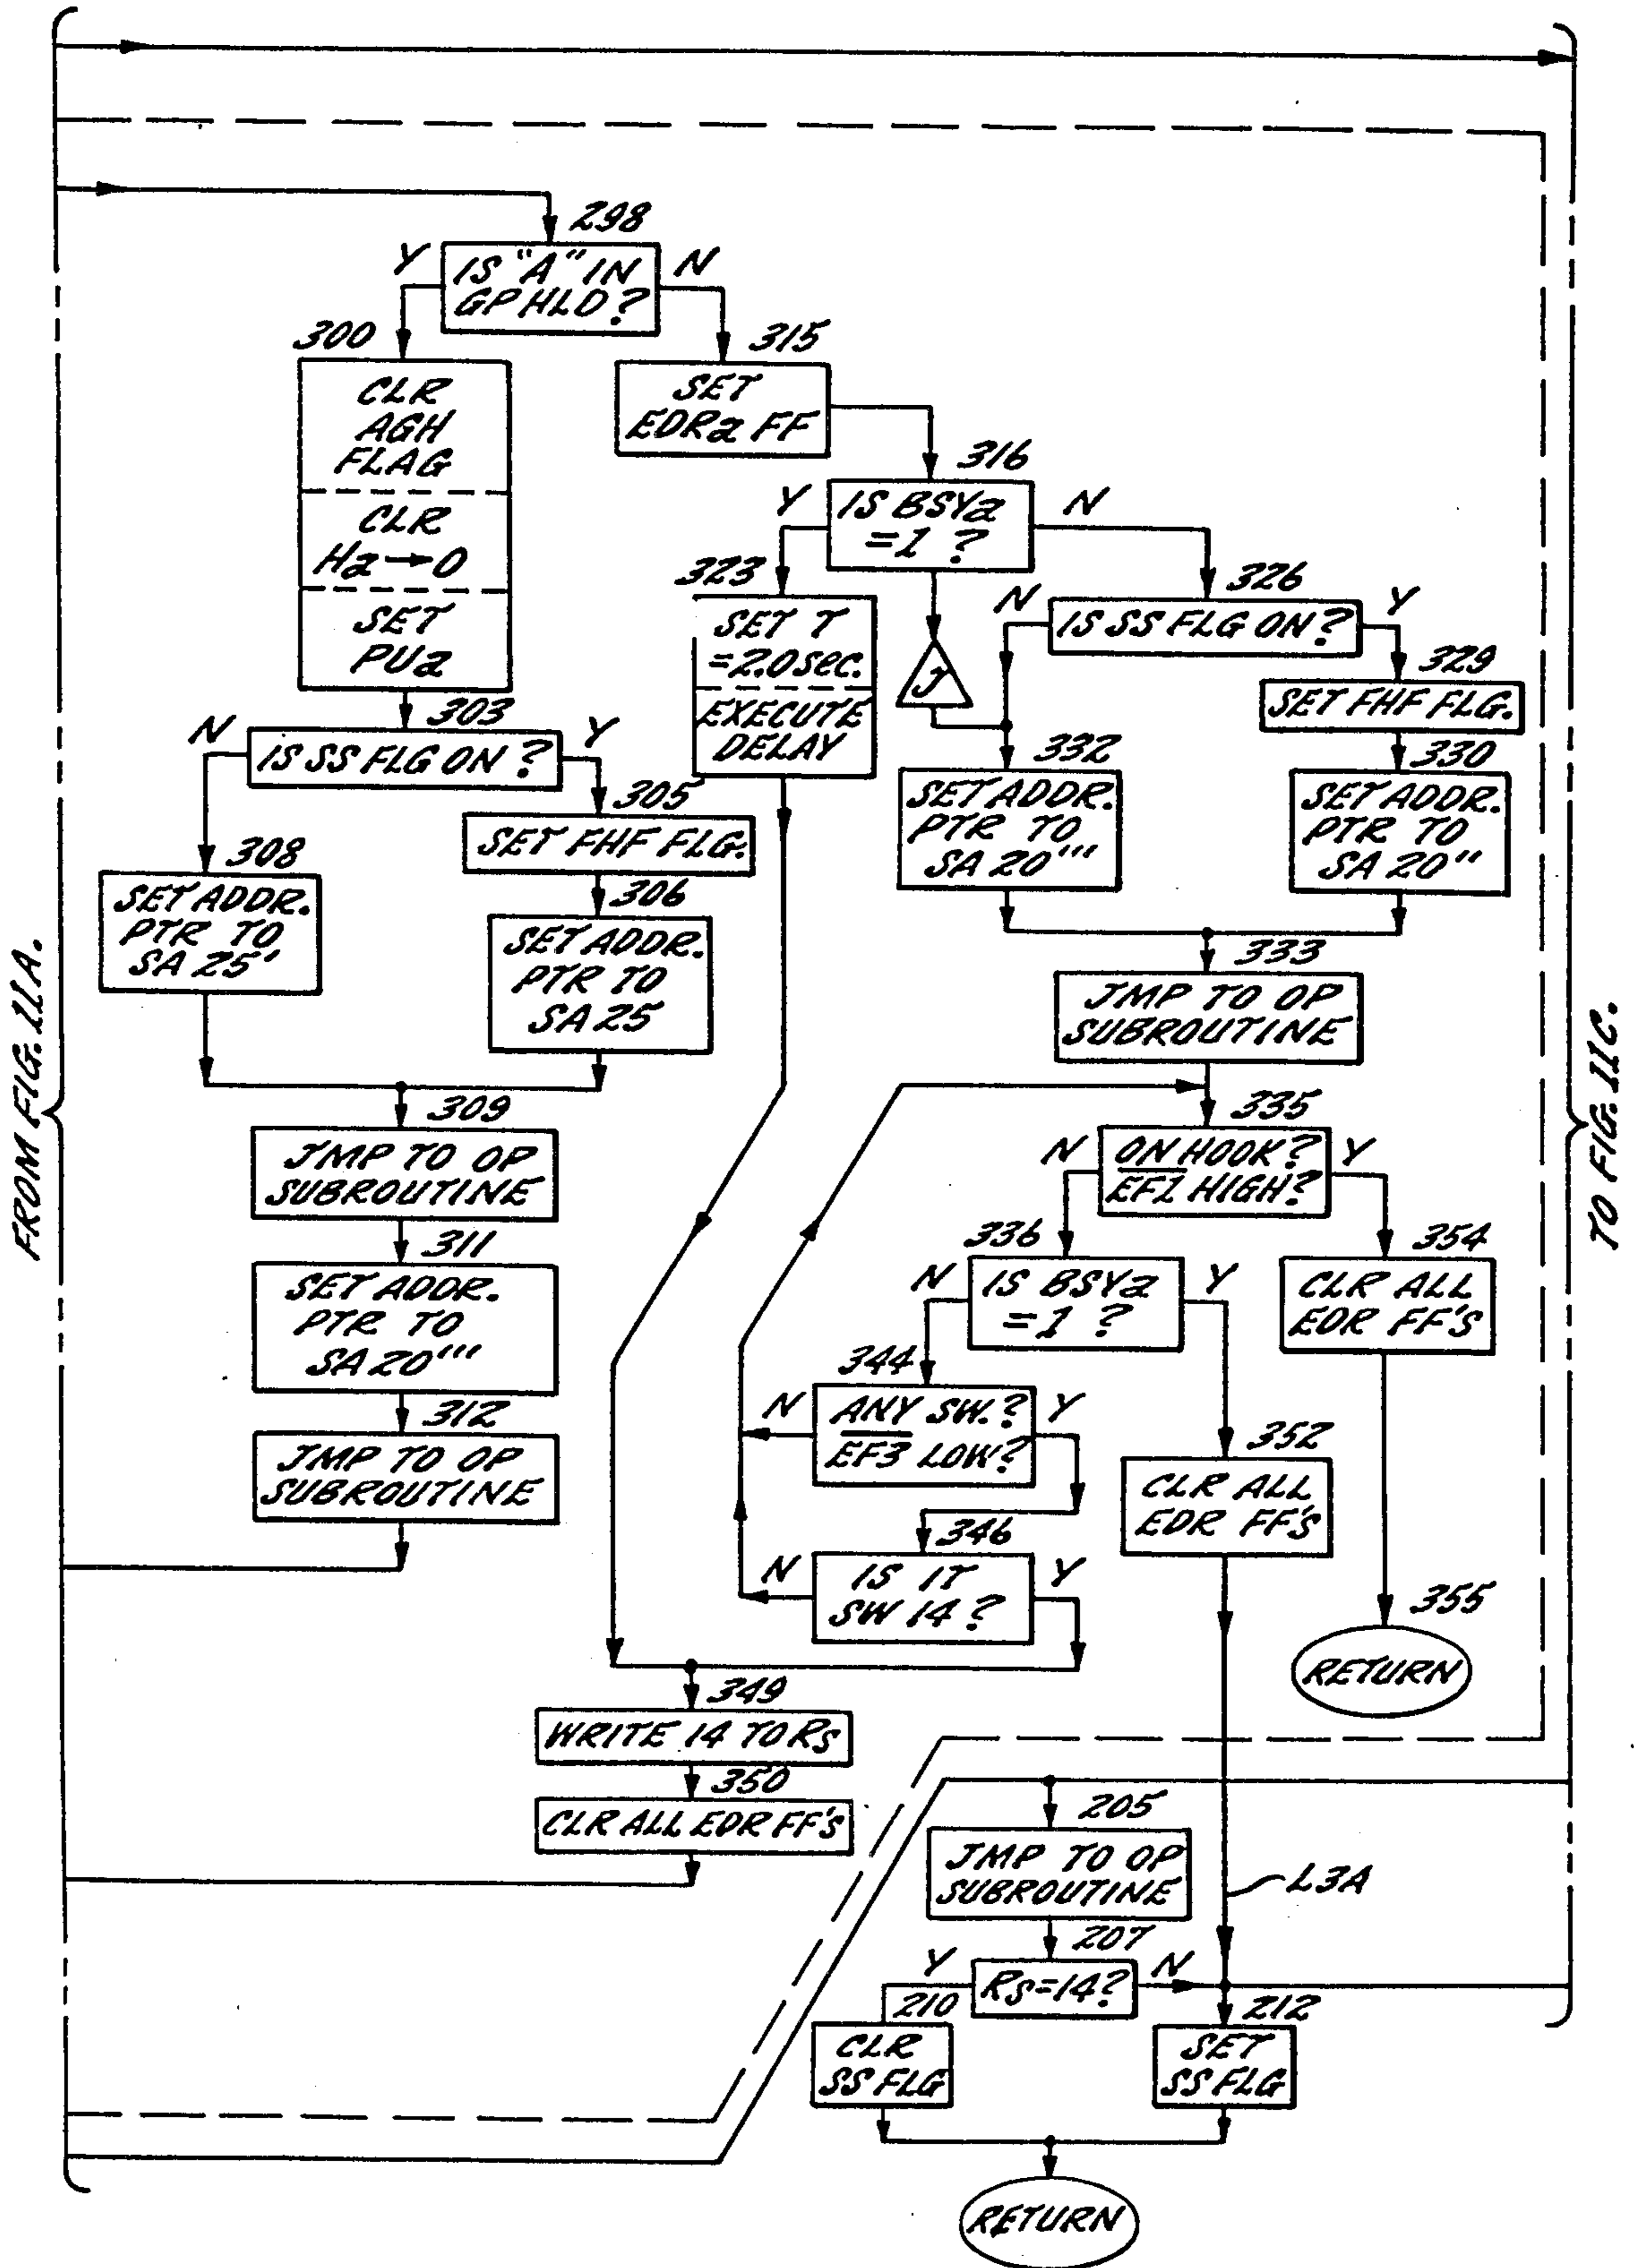 298
Y
IS "A" IN
GP HLD?
N
300
CLR
AGH
FLAG
CLR
Ha→0
SET
PUa
315
SET
EDRa FF
316
Y
IS BSYa
=1 ?
N
323
SET T
=2.0sec.
EXECUTE
DELAY
J
326
N
IS SS FLG ON?
Y
329
SET FHF FLG.
303
N
IS SS FLG ON ?
Y
332
SET ADDR.
PTR TO
SA 20'''
330
SET ADDR.
PTR TO
SA 20''
305
SET FHF FLG.
308
SET ADDR.
PTR TO
SA 25'
306
SET ADDR.
PTR TO
SA 25
333
JMP TO OP
SUBROUTINE
FROM FIG. 11A.
TO FIG. 11C.
309
JMP TO OP
SUBROUTINE
335
N
ON HOOK?
EF1 HIGH?
Y
311
SET ADDR.
PTR TO
SA 20'''
336
N
IS BSYa
=1 ?
Y
354
CLR ALL
EDR FF'S
312
JMP TO OP
SUBROUTINE
344
N
ANY SW.?
EF3 LOW?
Y
352
CLR ALL
EDR FF'S
346
N
IS IT
SW 14?
Y
355
RETURN
349
WRITE 14 TO RS
350
CLR ALL EDR FF'S
205
JMP TO OP
SUBROUTINE
L3A
207
Y
RS=14?
N
210
CLR
SS FLG
212
SET
SS FLG
RETURN